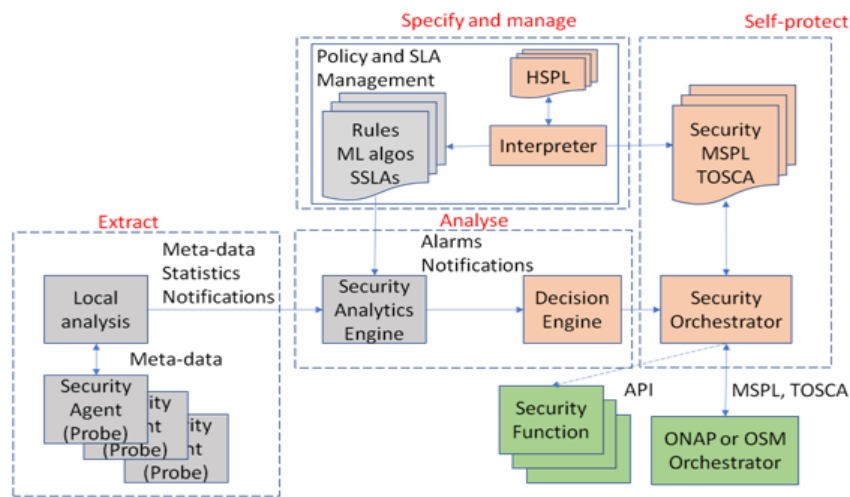 Specify and manage
Self-protect
Policy and SLA
Management
HSPL
Rules
ML algos
SSLAs
Interpreter
Security
MSPL
TOSCA
Extract
Analyse
Meta-data
Statistics
Notifications
Alarms
Notifications
Local
analysis
Security
Analytics
Engine
Decision
Engine
Security
Orchestrator
Meta-data
Security
Agent
(Probe)
(Probe)
(Probe)
API
MSPL, TOSCA
Security
Function
ONAP or OSM
Orchestrator